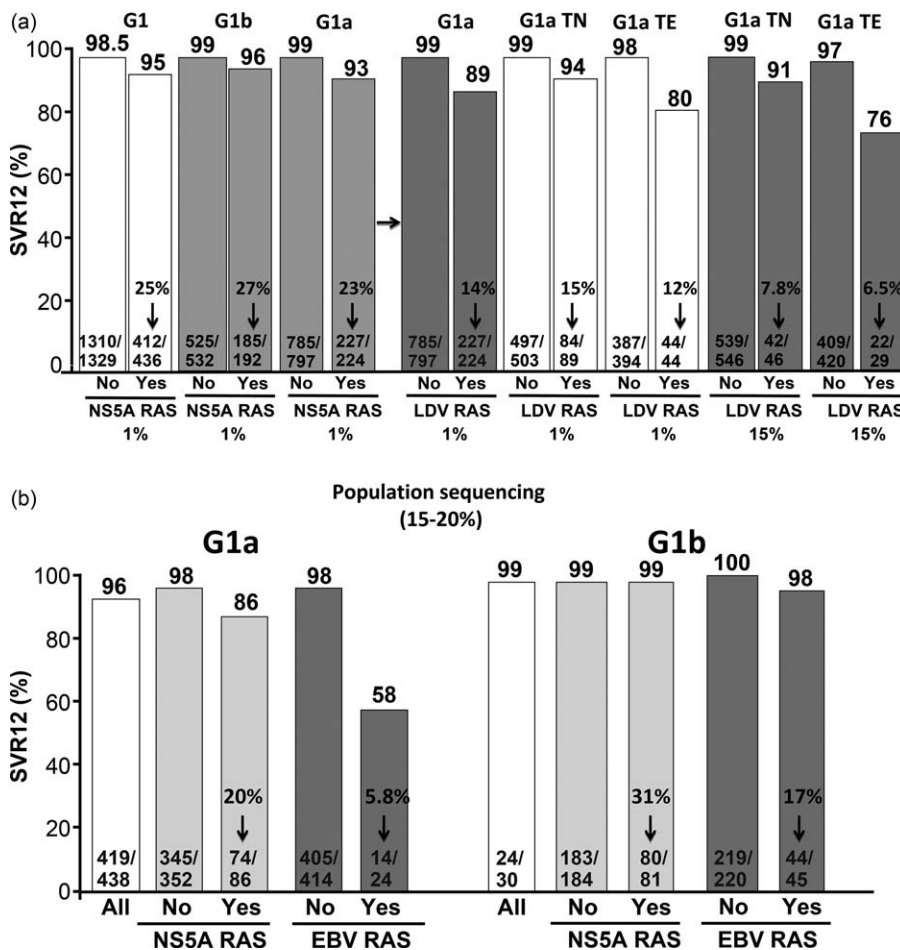 (a)
G1 G1b G1a G1a G1a TN G1a TE G1a TN G1a TE
98.5 95 99 96 99 93 99 89 99 94 98 80 99 91 97 76
SVR12 (%)
100
80
60
40
20
0
25% 27% 23% 14% 15% 12% 7.8% 6.5%
1310/ 412/ 525/ 185/ 785/ 227/ 785/ 227/ 497/ 84/ 387/ 44/ 539/ 42/ 409/ 22/
1329 436 532 192 797 224 797 224 503 89 394 44 546 46 420 29
No Yes No Yes No Yes No Yes No Yes No Yes No Yes No Yes
NS5A RAS NS5A RAS NS5A RAS LDV RAS LDV RAS LDV RAS LDV RAS LDV RAS
1% 1% 1% 1% 1% 1% 15% 15%
(b)
Population sequencing
(15-20%)
G1a G1b
96 98 86 98 58 99 99 99 100 98
SVR12 (%)
100
80
60
40
20
0
20% 5.8% 31% 17%
419/ 345/ 74/ 405/ 14/ 24/ 183/ 80/ 219/ 44/
438 352 86 414 24 30 184 81 220 45
All No Yes No Yes All No Yes No Yes
NS5A RAS EBV RAS NS5A RAS EBV RAS